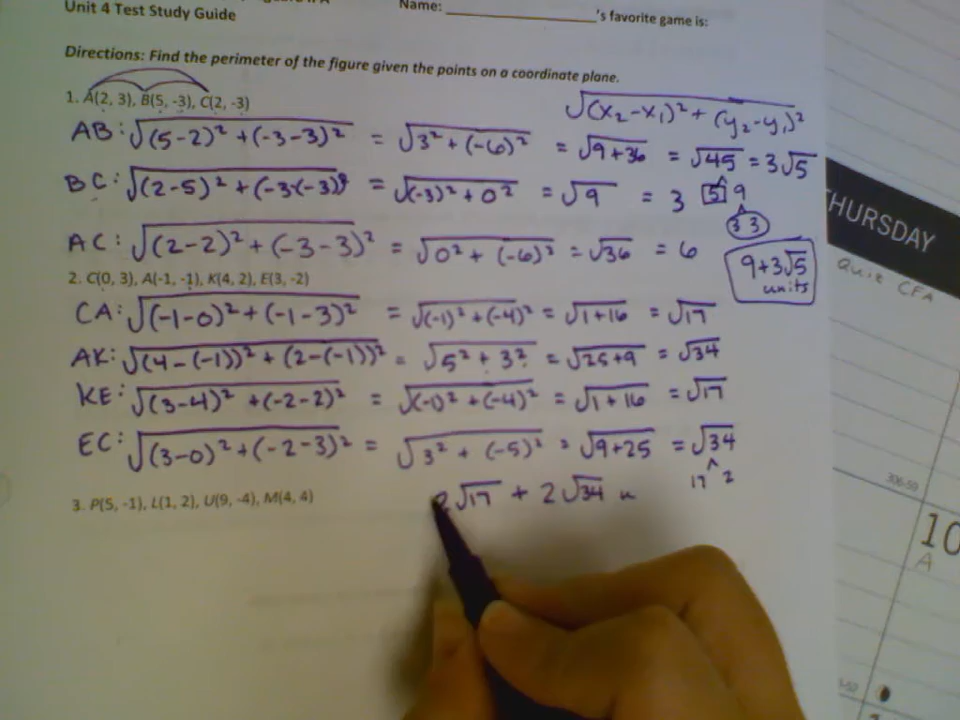 Unit 4 Test Study Guide
Name: ____________________'s favorite game is:
Directions: Find the perimeter of the figure given the points on a coordinate plane.
1. A(2, 3), B(5, -3), C(2, -3)
√(x₂-x₁)² + (y₂-y₁)²
AB: √(5-2)² + (-3-3)² = √3² + (-6)² = √9+36 = √45 = 3√5
5 9
BC: √(2-5)² + (-3-(-3))² = √(-3)² + 0² = √9 = 3
3 3
AC: √(2-2)² + (-3-3)² = √0² + (-6)² = √36 = 6
9+3√5
units
2. C(0, 3), A(-1, -1), K(4, 2), E(3, -2)
CA: √(-1-0)² + (-1-3)² = √(-1)² + (-4)² = √1+16 = √17
AK: √(4-(-1))² + (2-(-1))² = √5² + 3² = √25+9 = √34
KE: √(3-4)² + (-2-2)² = √(-1)² + (-4)² = √1+16 = √17
EC: √(3-0)² + (-2-3)² = √3² + (-5)² = √9+25 = √34
17 2
2√17 + 2√34 u
3. P(5, -1), L(1, 2), U(9, -4), M(4, 4)
THURSDAY
Quiz CFA
306-59
10
A